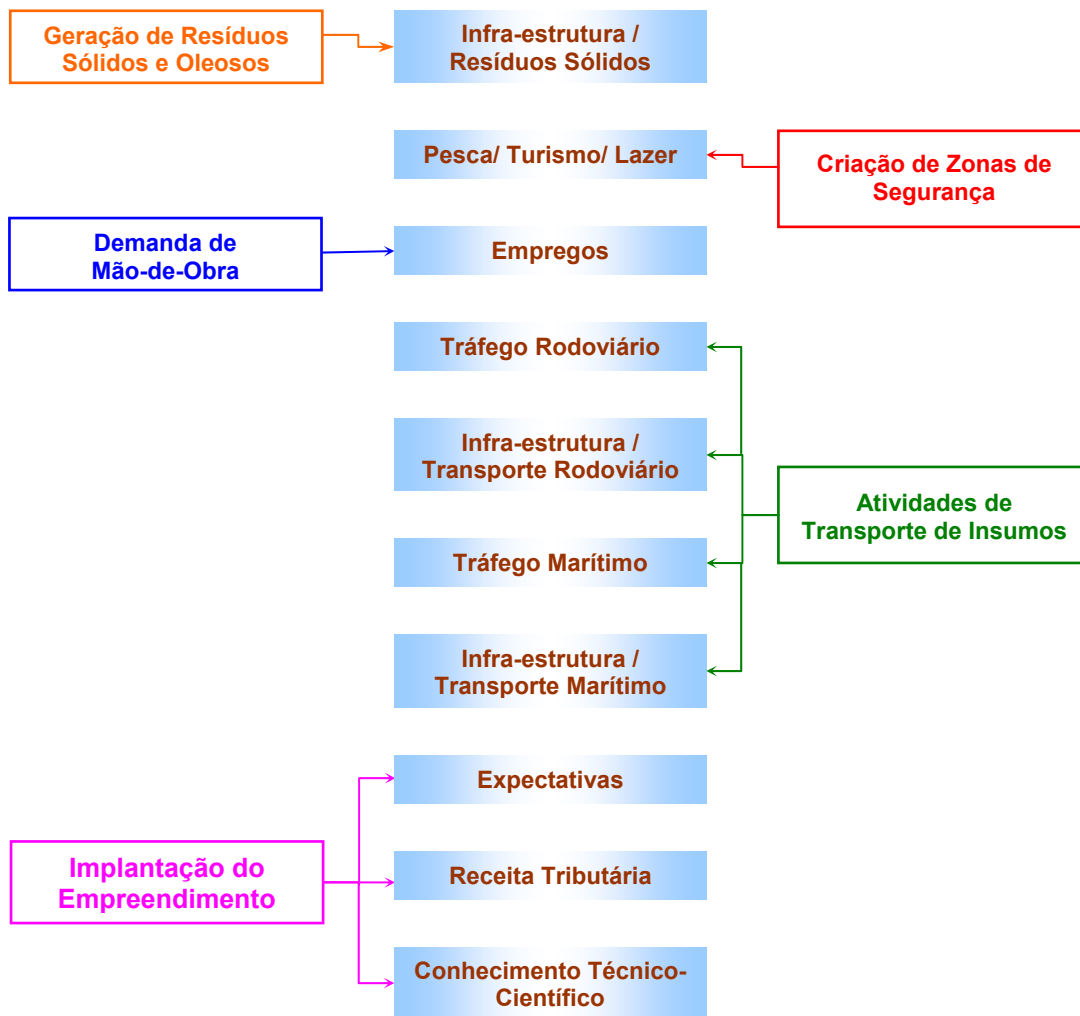 Geração de Resíduos
Sólidos e Oleosos
Infra-estrutura /
Resíduos Sólidos
Pesca/ Turismo/ Lazer
Criação de Zonas de
Segurança
Demanda de
Mão-de-Obra
Empregos
Tráfego Rodoviário
Infra-estrutura /
Transporte Rodoviário
Atividades de
Transporte de Insumos
Tráfego Marítimo
Infra-estrutura /
Transporte Marítimo
Expectativas
Implantação do
Empreendimento
Receita Tributária
Conhecimento Técnico-
Científico